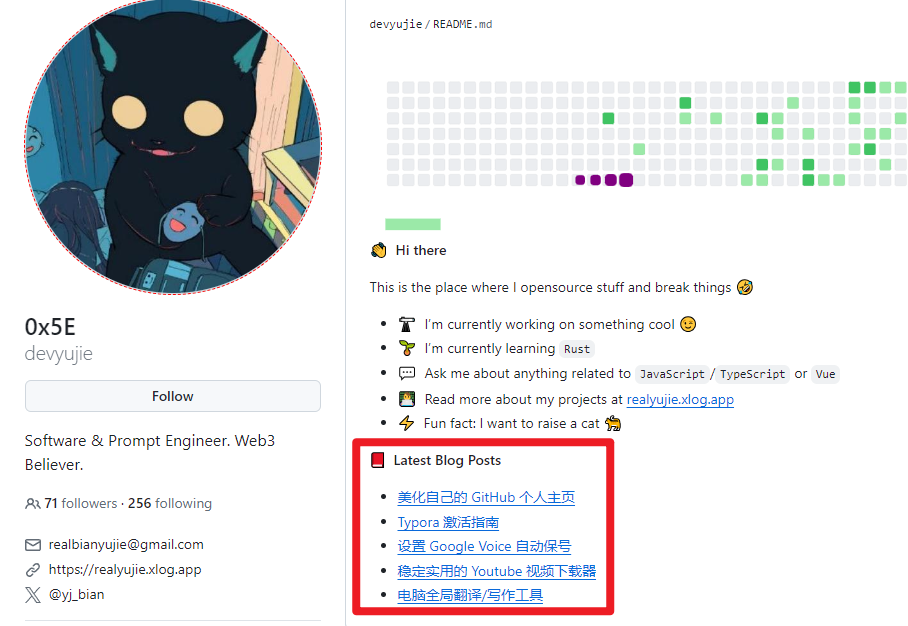 0x5E
devyujie
Follow
Software & Prompt Engineer. Web3
Believer.
71 followers · 256 following
realbianyujie@gmail.com
https://realyujie.xlog.app
@yj_bian
devyujie/README.md
Hi there
This is the place where I opensource stuff and break things 🤣
I'm currently working on something cool 😉
I'm currently learning Rust
Ask me about anything related to JavaScript/TypeScript or Vue
Read more about my projects at realyujie.xlog.app
Fun fact: I want to raise a cat 🐈
Latest Blog Posts
美化自己的 GitHub 个人主页
Typora 激活指南
设置 Google Voice 自动保号
稳定实用的 Youtube 视频下载器
电脑全局翻译/写作工具